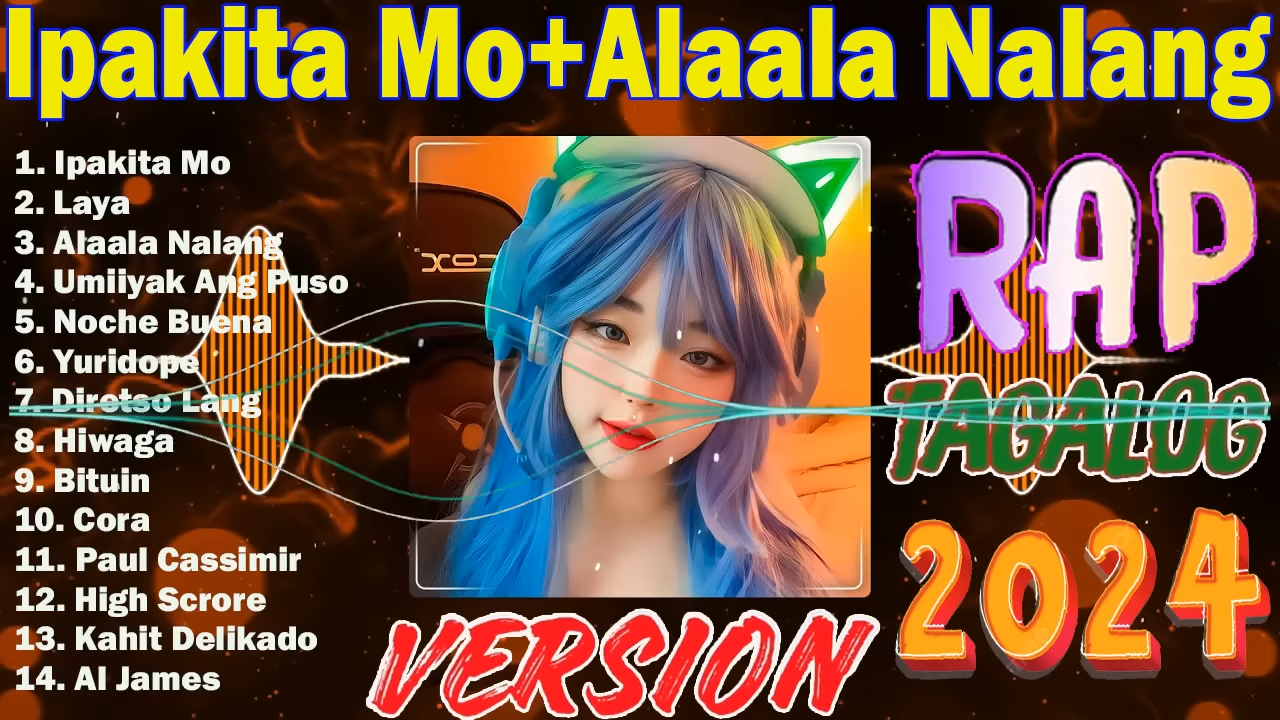 Ipakita Mo+Alaala Nalang
1. Ipakita Mo
2. Laya
3. Alaala Nalang
4. Umiiyak Ang Puso
5. Noche Buena
6. Yuridope
7. Diretso Lang
8. Hiwaga
9. Bituin
10. Cora
11. Paul Cassimir
12. High Scrore
13. Kahit Delikado
14. Al James
RAP
TAGALOG
2024
VERSION